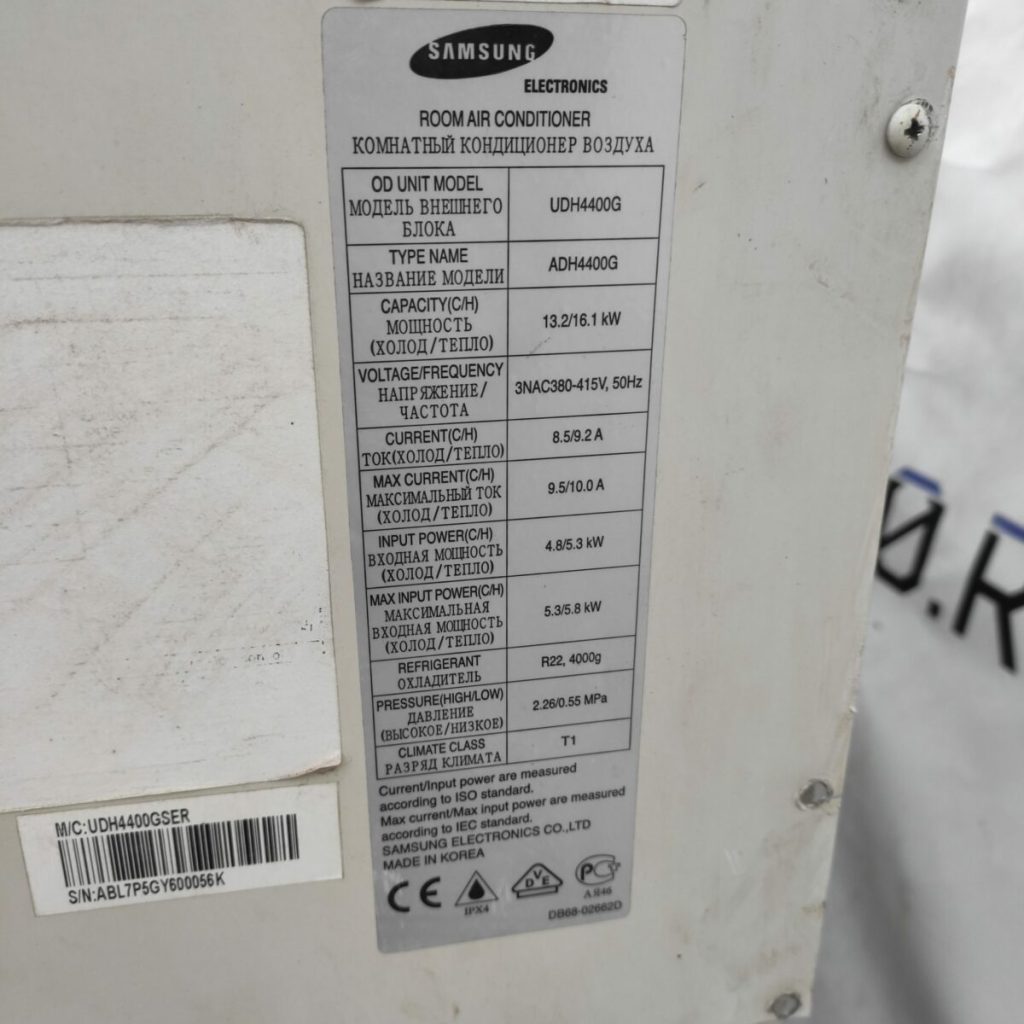 SAMSUNG
ELECTRONICS
ROOM AIR CONDITIONER
КОМНАТНЫЙ КОНДИЦИОНЕР ВОЗДУХА
OD UNIT MODEL
МОДЕЛЬ ВНЕШНЕГО
БЛОКА
UDH4400G
TYPE NAME
НАЗВАНИЕ МОДЕЛИ
ADH4400G
CAPACITY(C/H)
МОЩНОСТЬ
(ХОЛОД/ТЕПЛО)
13.2/16.1 kW
VOLTAGE/FREQUENCY
НАПРЯЖЕНИЕ/
ЧАСТОТА
3NAC380-415V, 50Hz
CURRENT(C/H)
ТОК(ХОЛОД/ТЕПЛО)
8.5/9.2 A
MAX CURRENT(C/H)
МАКСИМАЛЬНЫЙ ТОК
(ХОЛОД/ТЕПЛО)
9.5/10.0 A
INPUT POWER(C/H)
ВХОДНАЯ МОЩНОСТЬ
(ХОЛОД/ТЕПЛО)
4.8/5.3 kW
MAX INPUT POWER(C/H)
МАКСИМАЛЬНАЯ
ВХОДНАЯ МОЩНОСТЬ
(ХОЛОД/ТЕПЛО)
5.3/5.8 kW
REFRIGERANT
ОХЛАДИТЕЛЬ
R22, 4000g
PRESSURE(HIGH/LOW)
ДАВЛЕНИЕ
(ВЫСОКОЕ/НИЗКОЕ)
2.26/0.55 MPa
CLIMATE CLASS
РАЗРЯД КЛИМАТА
T1
Current/Input power are measured
according to ISO standard.
Max current/Max input power are measured
according to IEC standard.
SAMSUNG ELECTRONICS CO.,LTD
MADE IN KOREA
CE
IPX4
DVE
РСТ
АЯ46
DB68-02662D
M/C:UDH4400GSER
S/N:ABL7P5GY600056K